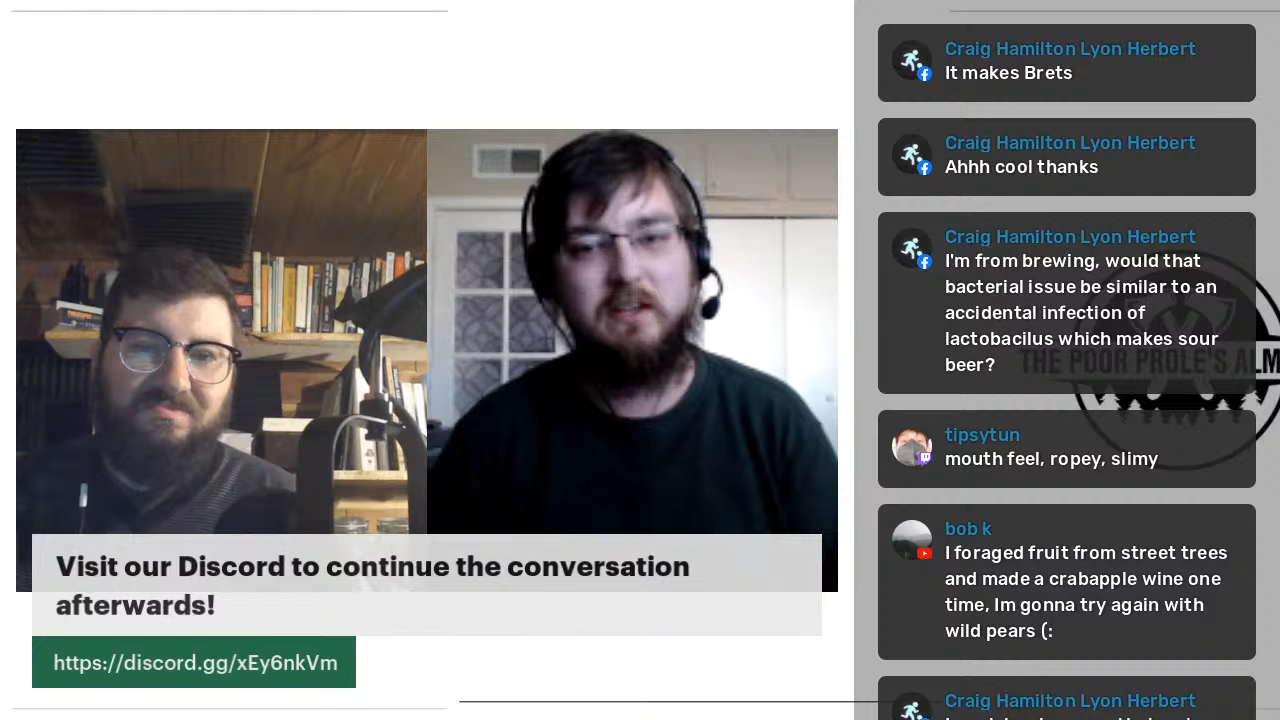 Craig Hamilton Lyon Herbert
It makes Brets
Craig Hamilton Lyon Herbert
Ahhh cool thanks
Craig Hamilton Lyon Herbert
I'm from brewing, would that
bacterial issue be similar to an
accidental infection of
lactobacilus which makes sour
beer?
THE POOR PROLE'S ALM
tipsytun
mouth feel, ropey, slimy
bob k
I foraged fruit from street trees
and made a crabapple wine one
time, Im gonna try again with
wild pears (:
Craig Hamilton Lyon Herbert
Visit our Discord to continue the conversation
afterwards!
https://discord.gg/xEy6nkVm